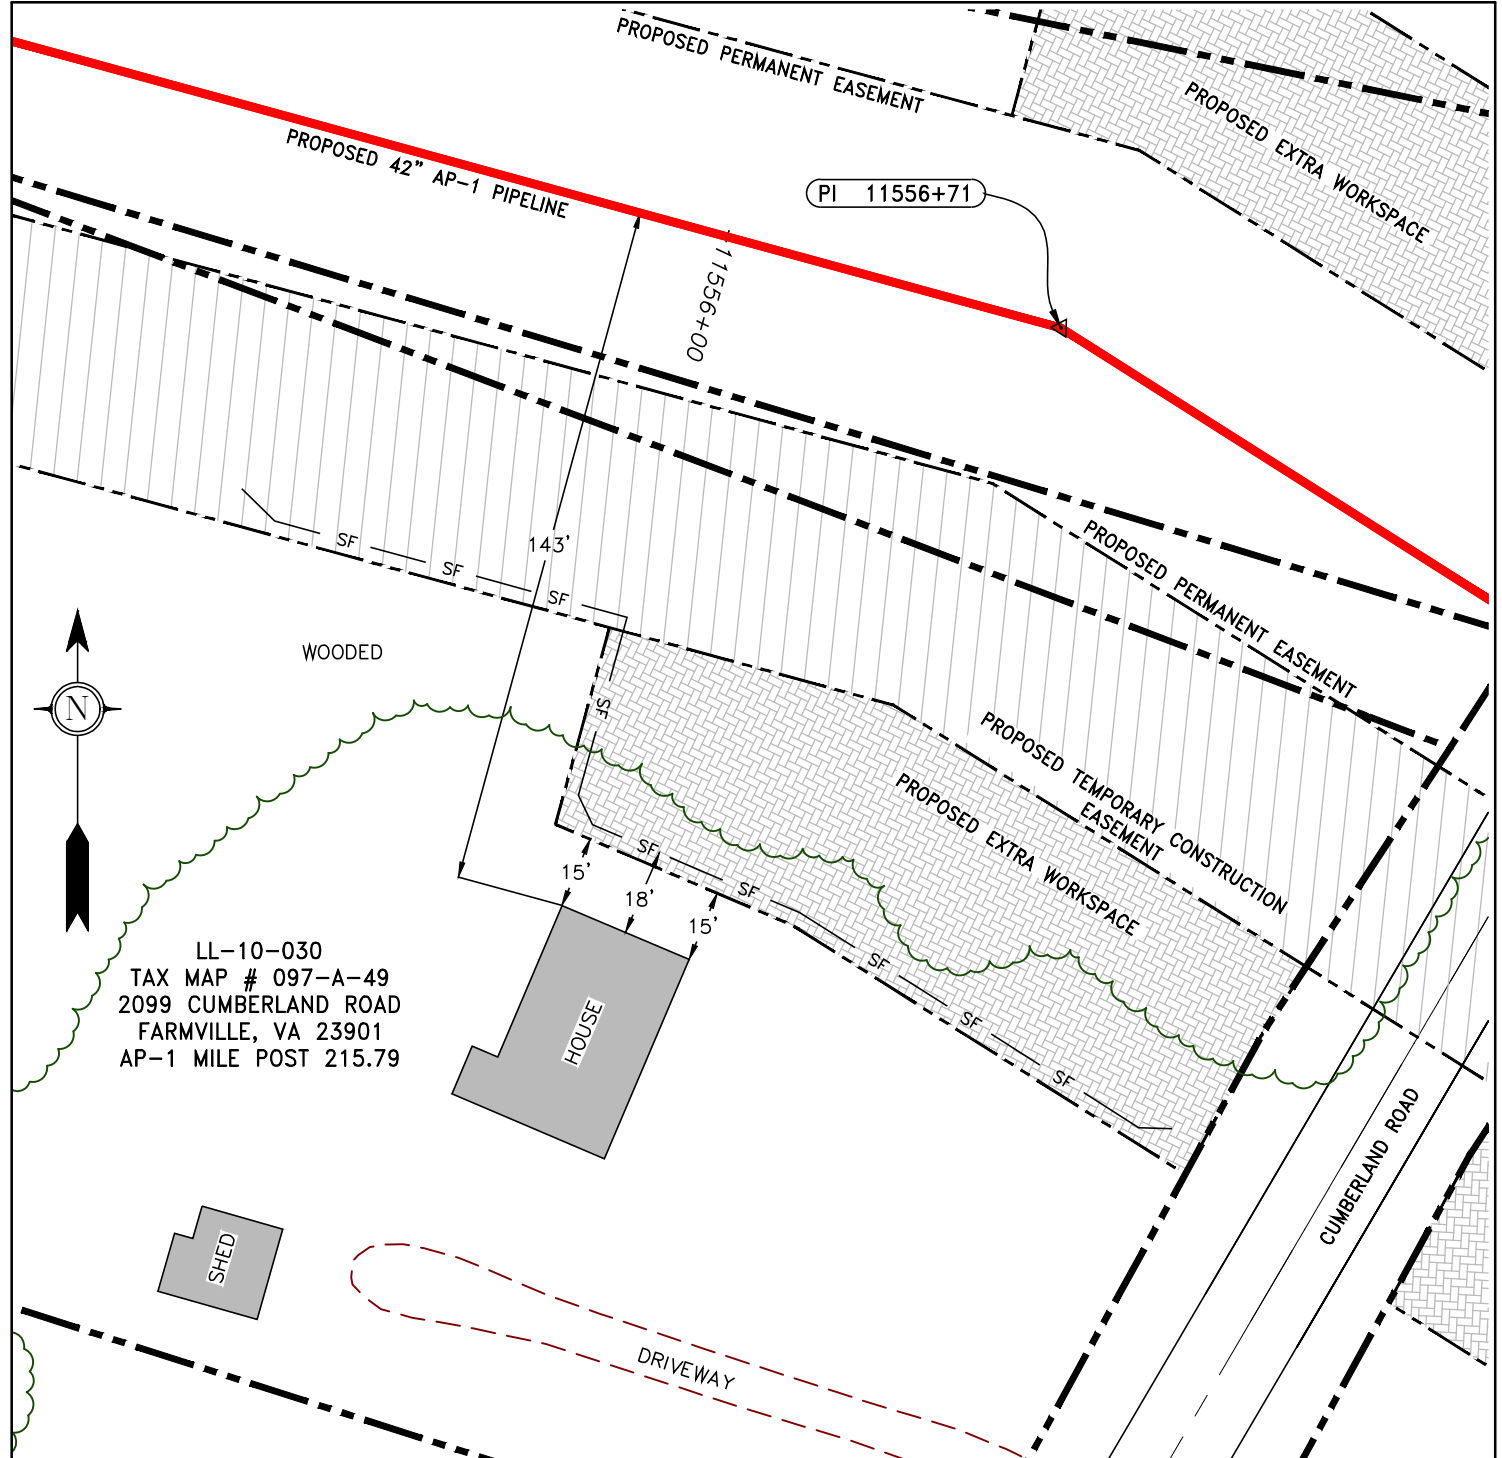 PROPOSED PERMANENT EASEMENT
PROPOSED EXTRA WORKSPACE
PROPOSED 42" AP-1 PIPELINE
PI 11556+71
11556+00
143'
SF
SF
SF
PROPOSED PERMANENT EASEMENT
WOODED
N
SF
PROPOSED TEMPORARY CONSTRUCTION
EASEMENT
PROPOSED EXTRA WORKSPACE
SF
15'
18'
SF
15'
SF
SF
SF
LL-10-030
TAX MAP # 097-A-49
2099 CUMBERLAND ROAD
FARMVILLE, VA 23901
AP-1 MILE POST 215.79
HOUSE
CUMBERLAND ROAD
SHED
DRIVEWAY